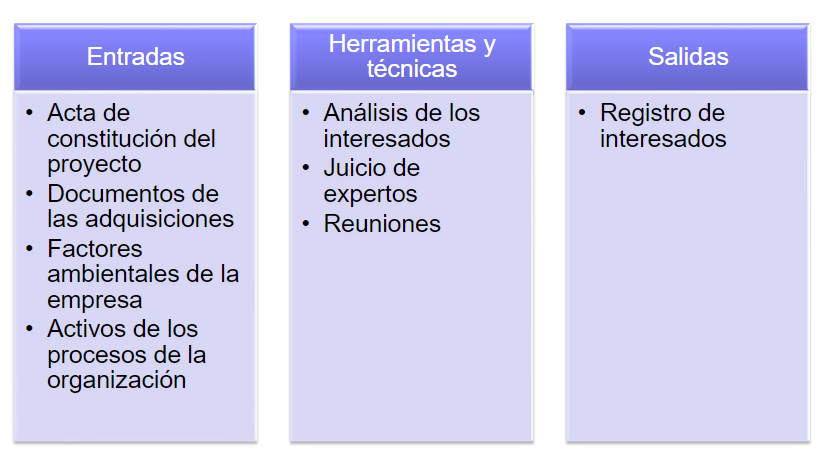 Entradas
• Acta de
constitución del
proyecto
• Documentos de
las adquisiciones
• Factores
ambientales de la
empresa
• Activos de los
procesos de la
organización
Herramientas y
técnicas
• Análisis de los
interesados
• Juicio de
expertos
• Reuniones
Salidas
• Registro de
interesados